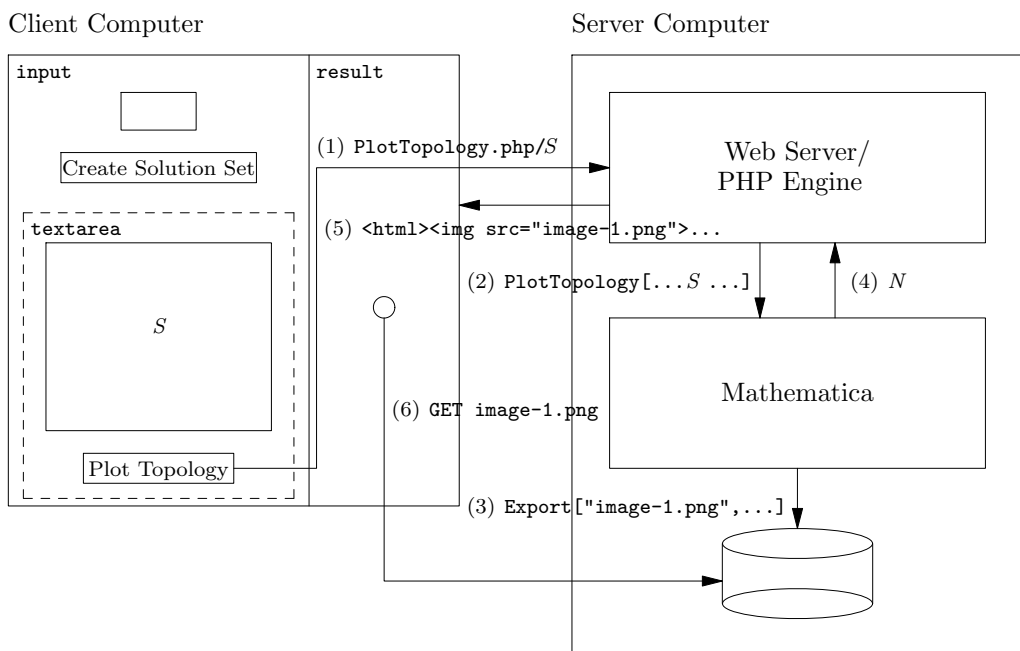 Client Computer
Server Computer
input
result
Create Solution Set
(1) PlotTopology.php/S
Web Server/
PHP Engine
textarea
(5) <html><img src="image-1.png">...
(2) PlotTopology[...S ...]
(4) N
S
Mathematica
(6) GET image-1.png
Plot Topology
(3) Export["image-1.png",...]